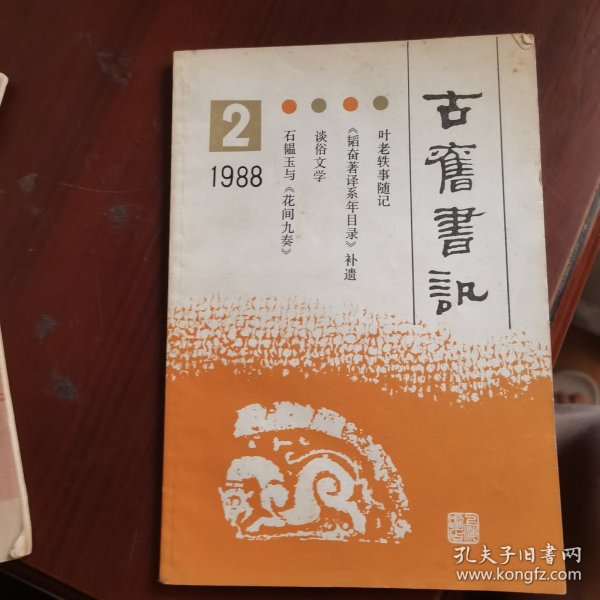 古舊書訊
2
1988
叶老轶事随记
《韬奋著译系年目录》补遗
谈俗文学
石韫玉与《花间九奏》
孔夫子旧书网
www.kongfz.com